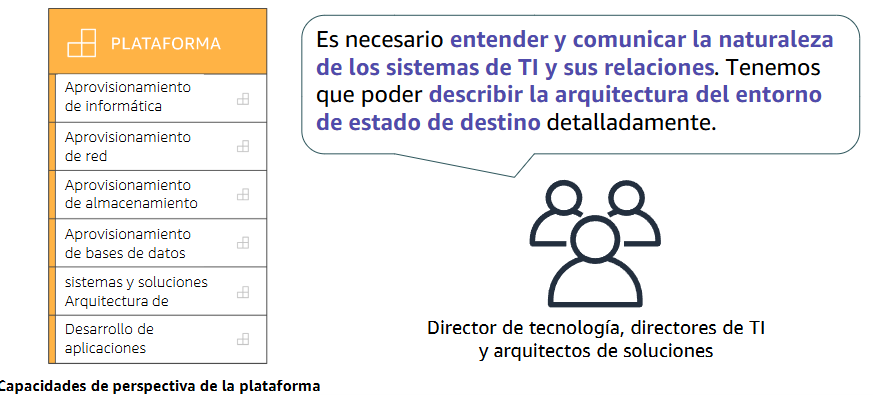 PLATAFORMA
Aprovisionamiento
de informática
Aprovisionamiento
de red
Aprovisionamiento
de almacenamiento
Aprovisionamiento
de bases de datos
sistemas y soluciones
Arquitectura de
Desarrollo de
aplicaciones
Capacidades de perspectiva de la plataforma
Es necesario entender y comunicar la naturaleza
de los sistemas de TI y sus relaciones. Tenemos
que poder describir la arquitectura del entorno
de estado de destino detalladamente.
Director de tecnología, directores de TI
y arquitectos de soluciones